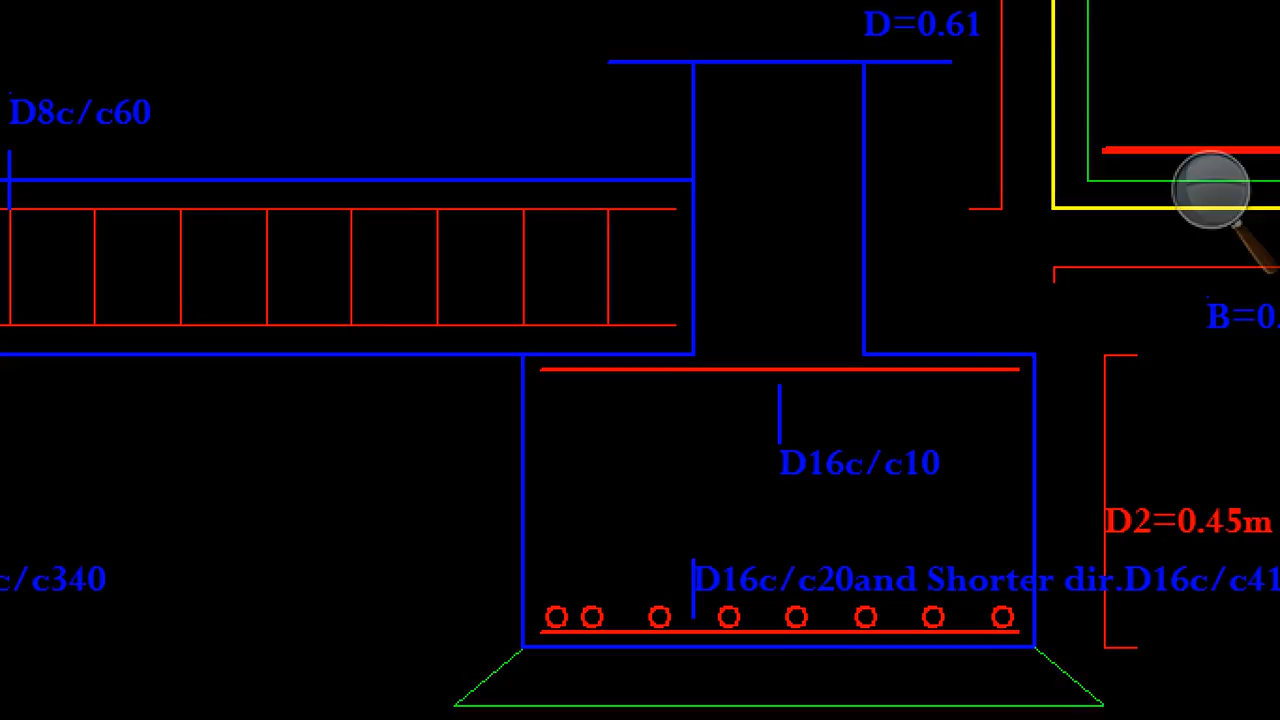 D=0.61
D8c/c60
B=0.
D16c/c10
D2=0.45m
c/c340
D16c/c20and Shorter dir.D16c/c41